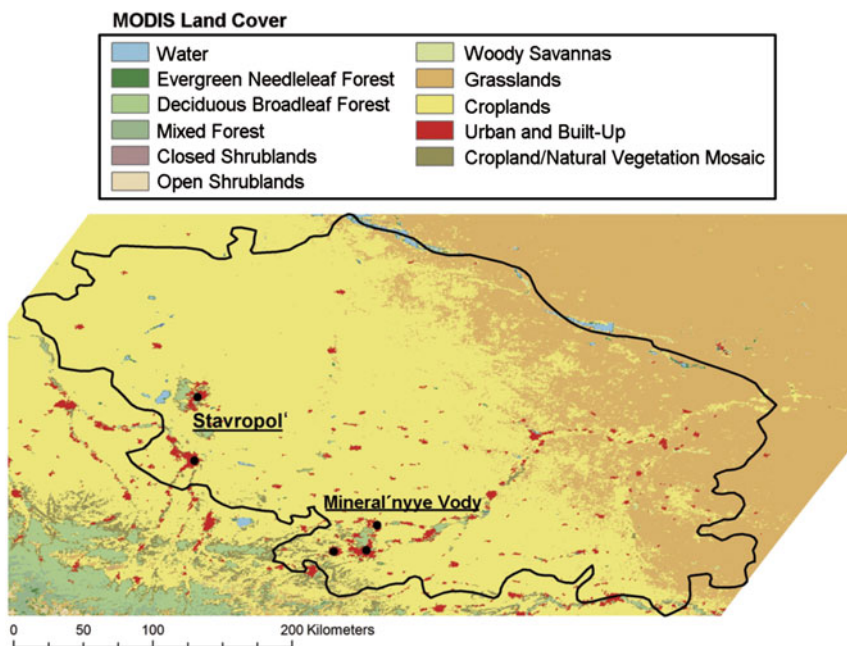 MODIS Land Cover
Water
Evergreen Needleleaf Forest
Deciduous Broadleaf Forest
Mixed Forest
Closed Shrublands
Open Shrublands
Woody Savannas
Grasslands
Croplands
Urban and Built-Up
Cropland/Natural Vegetation Mosaic
Stavropol‘
Mineral´nyye Vody
0 50 100 200 Kilometers